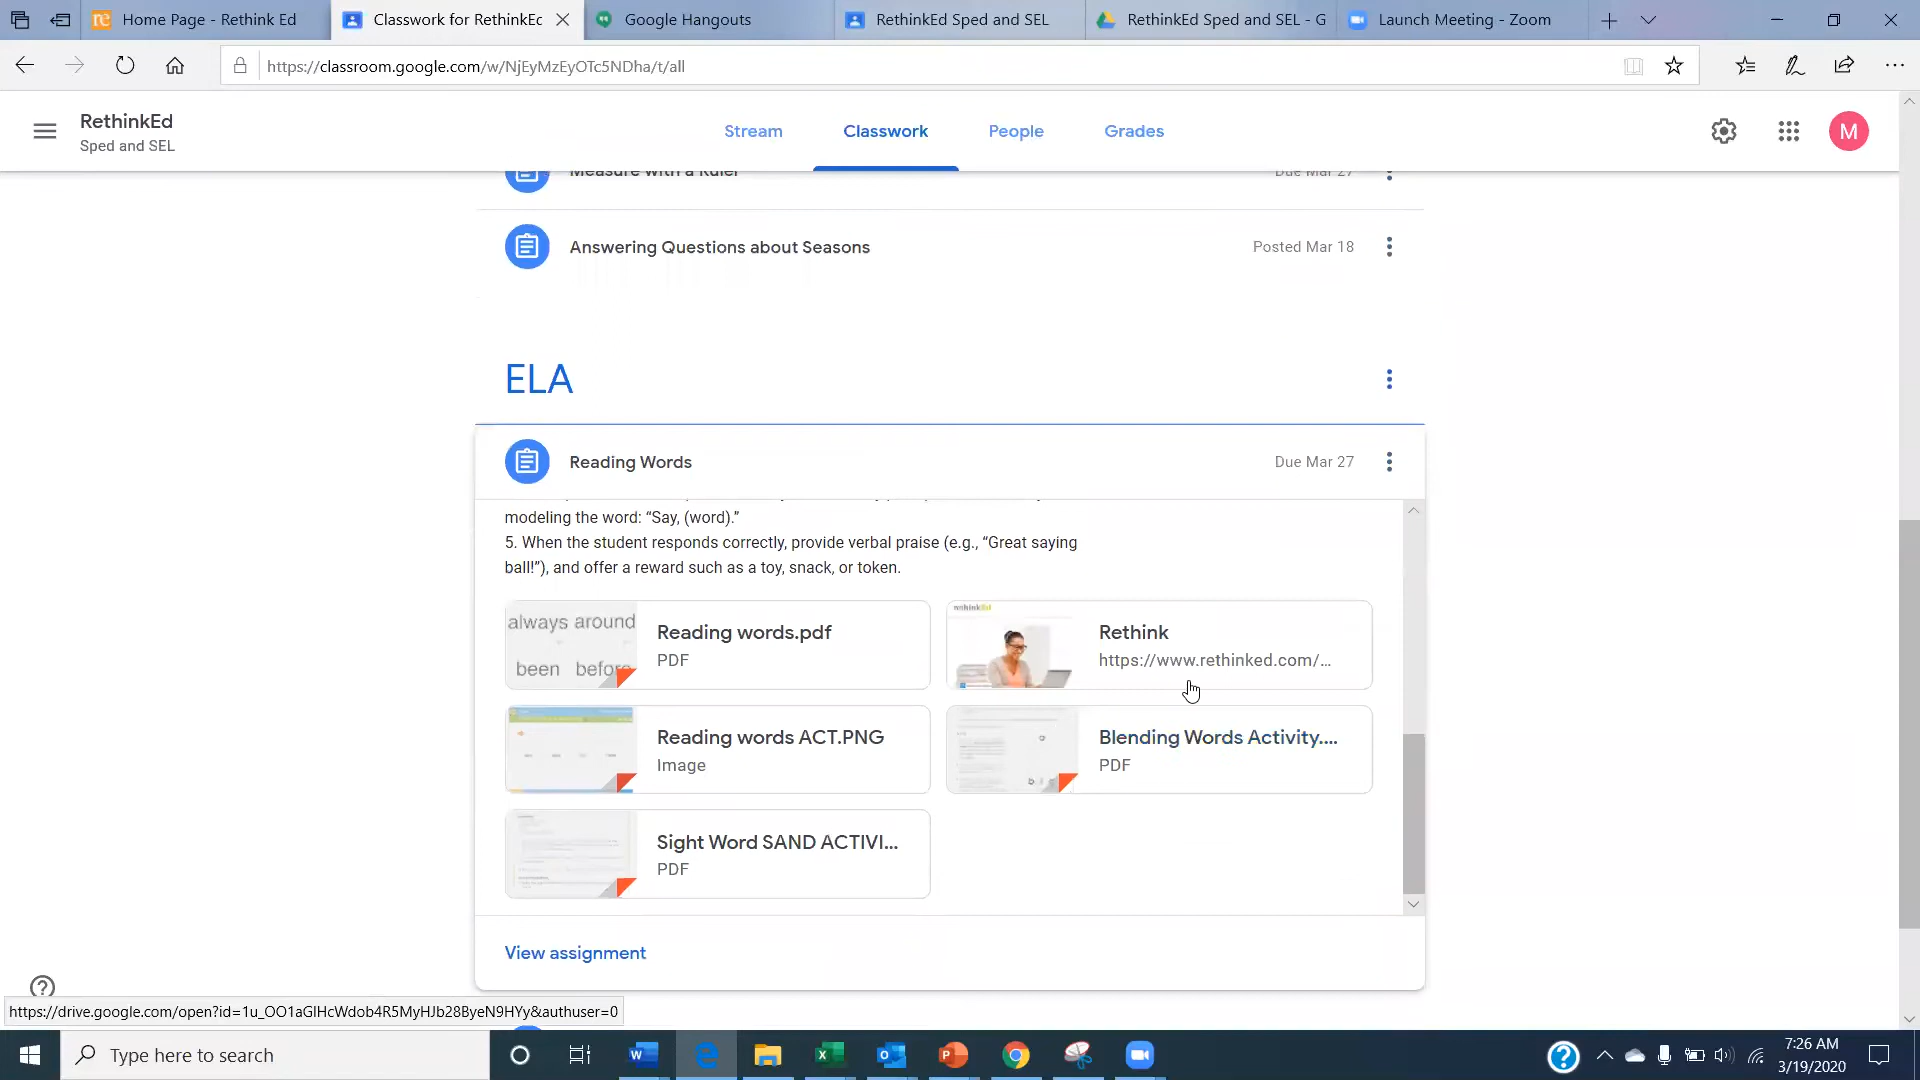 Home Page - Rethink Ed
Classwork for RethinkEc
Google Hangouts
RethinkEd Sped and SEL
RethinkEd Sped and SEL - G
Launch Meeting - Zoom
https://classroom.google.com/w/NjEyMzEyOTc5NDha/t/all
RethinkEd
Sped and SEL
Stream
Classwork
People
Grades
M
Measure with a Ruler
Due Mar 27
Answering Questions about Seasons
Posted Mar 18
ELA
Reading Words
Due Mar 27
modeling the word: “Say, (word).”
5. When the student responds correctly, provide verbal praise (e.g., “Great saying
ball!”), and offer a reward such as a toy, snack, or token.
always around
been before
Reading words.pdf
PDF
rethinkEd
Rethink
https://www.rethinked.com/...
Reading words ACT.PNG
Image
Blending Words Activity....
PDF
Sight Word SAND ACTIVI...
PDF
View assignment
https://drive.google.com/open?id=1u_OO1aGlHcWdob4R5MyHJb28ByeN9HYy&authuser=0
Type here to search
7:26 AM
3/19/2020